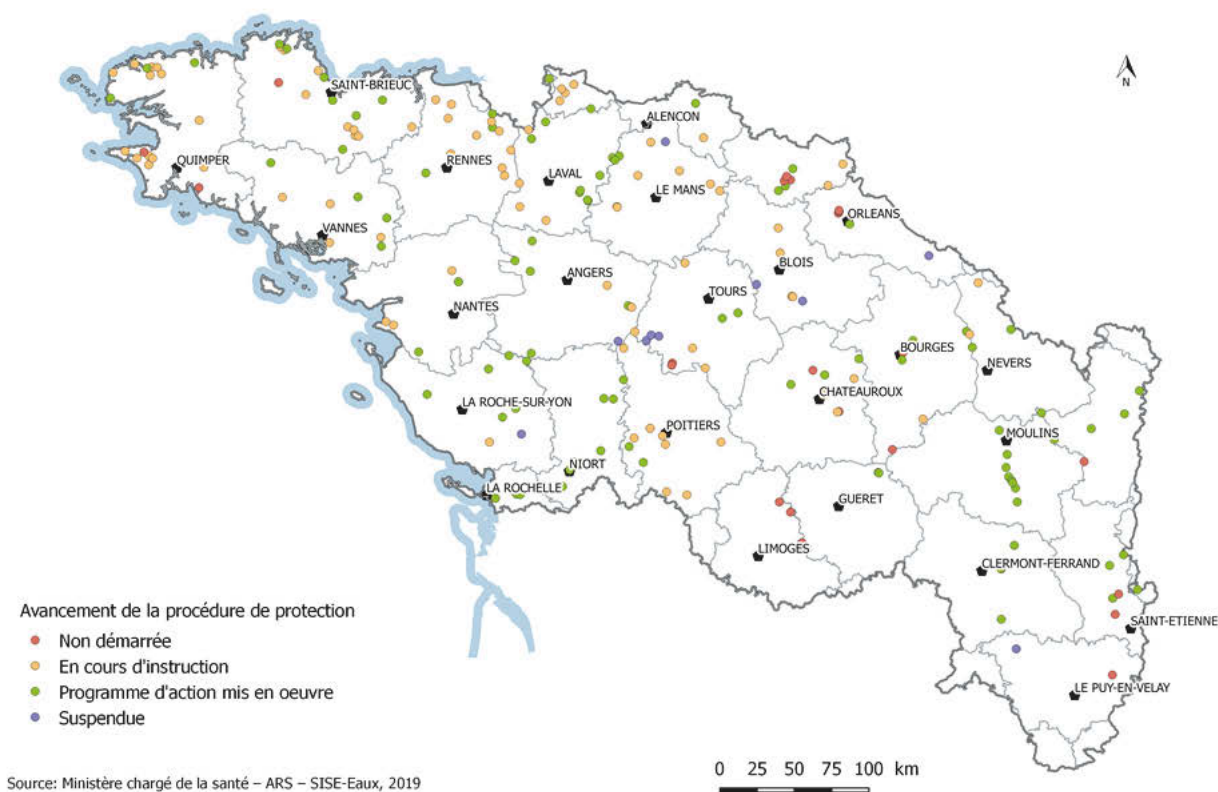 N
SAINT-BRIEUC
ALENCON
QUIMPER
RENNES
LAVAL
LE MANS
ORLEANS
VANNES
ANGERS
BLOIS
TOURS
NANTES
BOURGES
NEVERS
CHATEAUROUX
LA ROCHE-SUR-YON
POITIERS
MOULINS
NIORT
LA ROCHELLE
GUERET
LIMOGES
CLERMONT-FERRAND
SAINT-ETIENNE
LE PUY-EN-VELAY
Avancement de la procédure de protection
Non démarrée
En cours d'instruction
Programme d'action mis en oeuvre
Suspendue
Source: Ministère chargé de la santé – ARS – SISE-Eaux, 2019
0 25 50 75 100 km